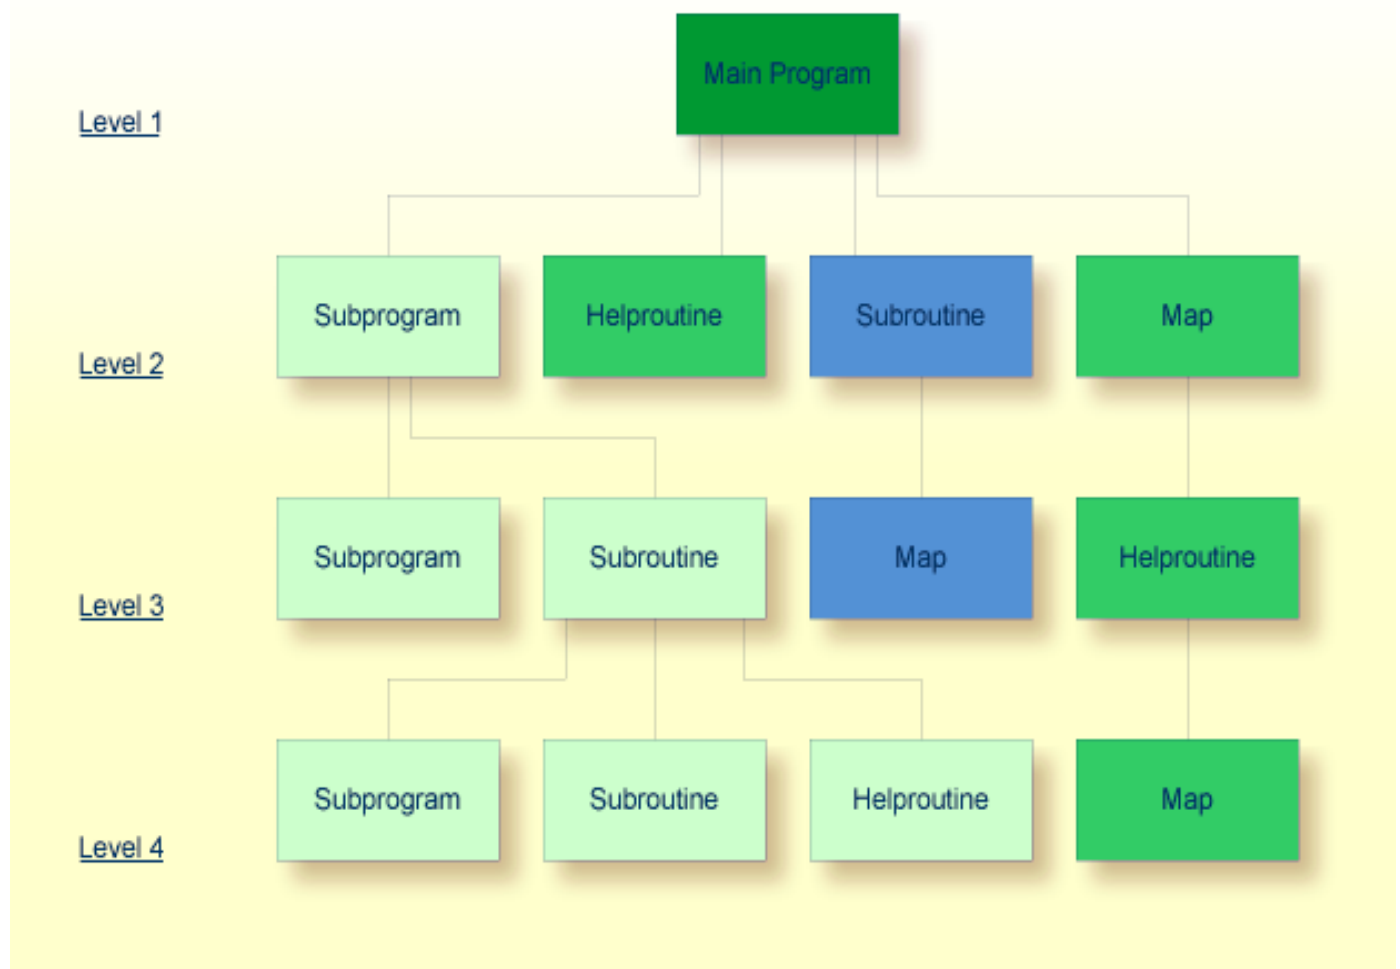 Main Program
Level 1
Subprogram
Helproutine
Subroutine
Map
Level 2
Subprogram
Subroutine
Map
Helproutine
Level 3
Subprogram
Subroutine
Helproutine
Map
Level 4